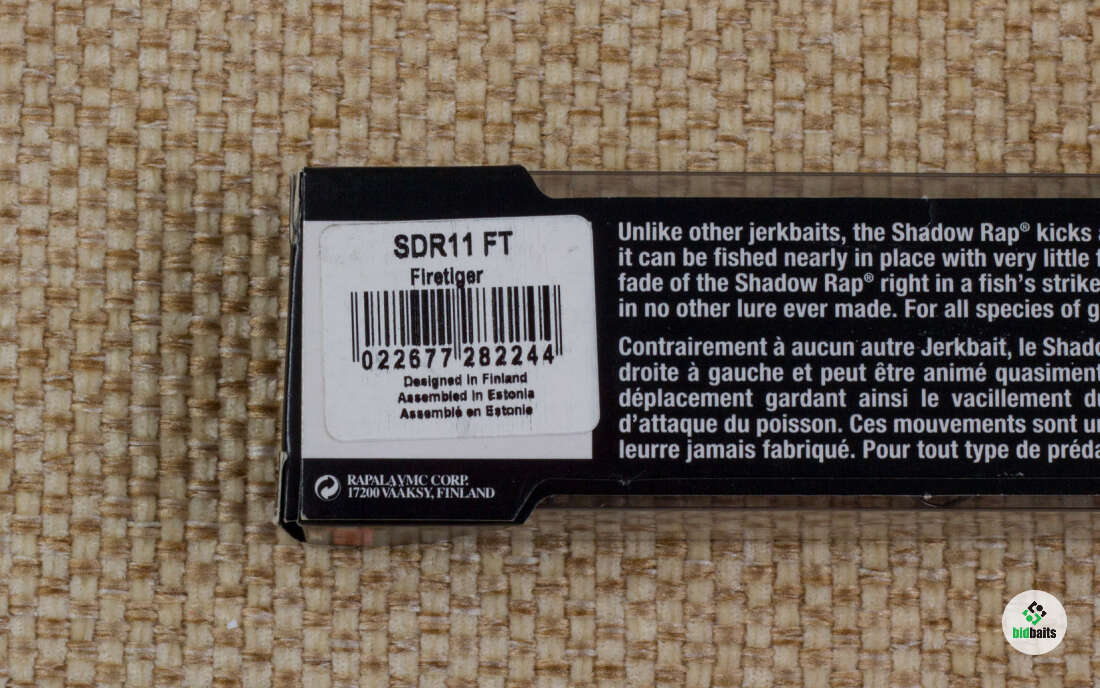 SDR11 FT
Firetiger
022677 282244
Designed in Finland
Assembled in Estonia
Assemblé en Estonie
RAPALA VMC CORP.
17200 VÄÄKSY, FINLAND
Unlike other jerkbaits, the Shadow Rap® kicks
it can be fished nearly in place with very little
fade of the Shadow Rap® right in a fish's strike
in no other lure ever made. For all species of
Contrairement à aucun autre Jerkbait, le
droite à gauche et peut être animé quasiment
déplacement gardant ainsi le vacillement
d'attaque du poisson. Ces mouvements sont
leurre jamais fabriqué. Pour tout type de
bidbaits